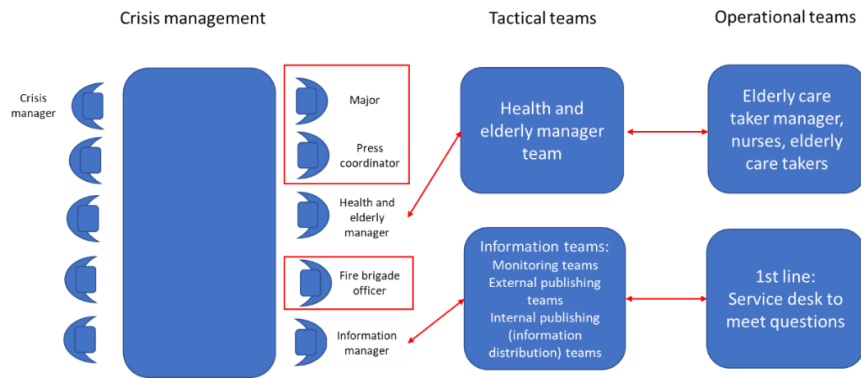 Crisis management
Tactical teams
Operational teams
Crisis
manager
Major
Press
coordinator
Health and
elderly
manager
Fire brigade
officer
Information
manager
Health and
elderly manager
team
Information teams:
Monitoring teams
External publishing
teams
Internal publishing
(information
distribution) teams
Elderly care
taker manager,
nurses, elderly
care takers
1st line:
Service desk to
meet questions